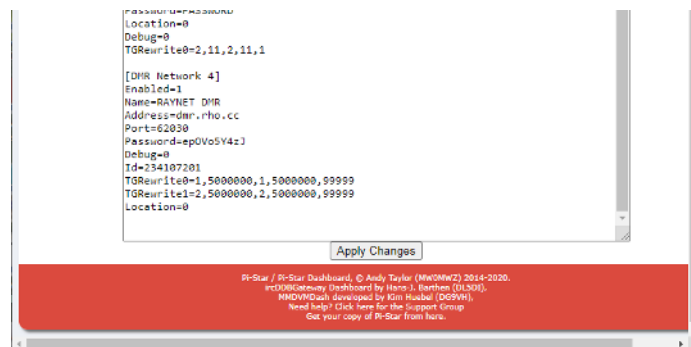 Password=PASSWORD
Location=0
Debug=0
TGRewrite0=2,11,2,11,1
[DMR Network 4]
Enabled=1
Name=RAYNET DMR
Address=dmr.rho.cc
Port=62030
Password=epOVo5Y4zJ
Debug=0
Id=234107201
TGRewrite0=1,5000000,1,5000000,99999
TGRewrite1=2,5000000,2,5000000,99999
Location=0
Apply Changes
Pi-Star / Pi-Star Dashboard, © Andy Taylor (MW0MWZ) 2014-2020.
ircDDBGateway Dashboard by Hans-J. Barthen (DL5DI),
MMDVMDash developed by Kim Huebel (DG9VH),
Need help? Click here for the Support Group
Get your copy of Pi-Star from here.